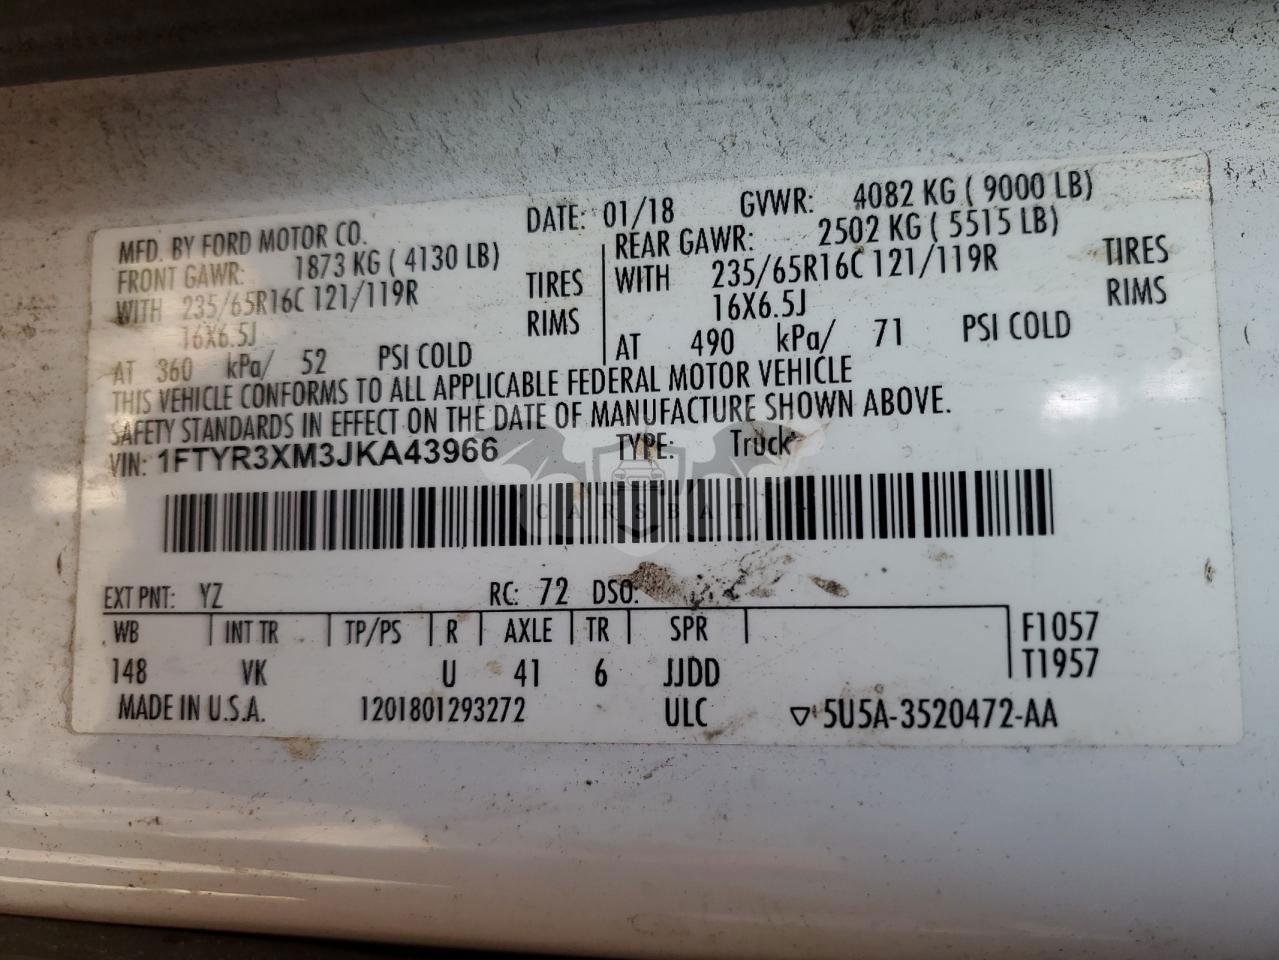 MFD. BY FORD MOTOR CO. DATE: 01/18 GVWR: 4082 KG ( 9000 LB)
FRONT GAWR: 1873 KG ( 4130 LB) REAR GAWR: 2502 KG ( 5515 LB)
WITH 235/65R16C 121/119R TIRES WITH 235/65R16C 121/119R TIRES
16X6.5J RIMS 16X6.5J RIMS
AT 360 kPa/ 52 PSI COLD AT 490 kPa/ 71 PSI COLD
THIS VEHICLE CONFORMS TO ALL APPLICABLE FEDERAL MOTOR VEHICLE
SAFETY STANDARDS IN EFFECT ON THE DATE OF MANUFACTURE SHOWN ABOVE.
VIN: 1FTYR3XM3JKA43966 TYPE: Truck
CARSBAT
EXT PNT: YZ RC: 72 DSO:
WB INT TR TP/PS R AXLE TR SPR F1057
148 VK U 41 6 JJDD T1957
MADE IN U.S.A. 1201801293272 ULC 5U5A-3520472-AA